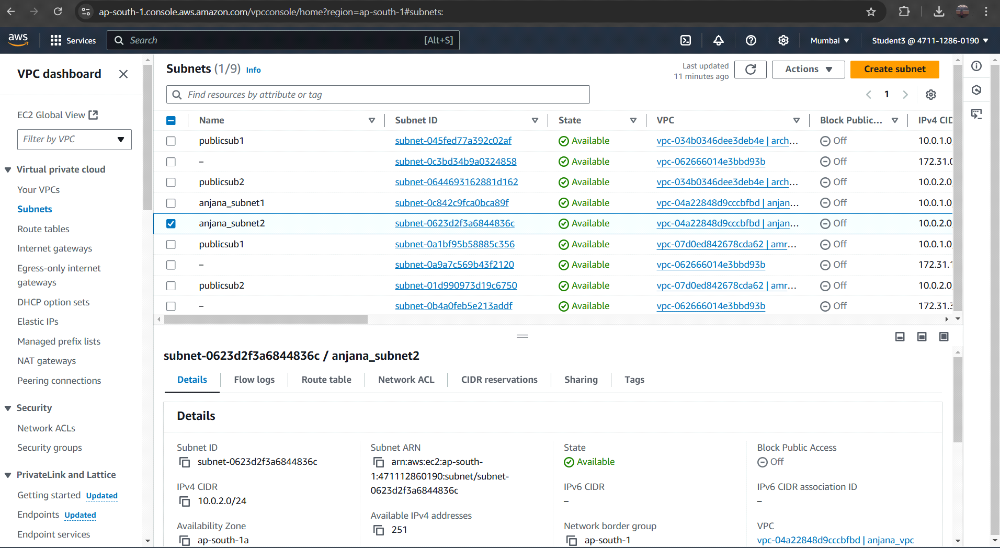 ap-south-1.console.aws.amazon.com/vpcconsole/home?region=ap-south-1#subnets:
aws Services Search [Alt+S] Mumbai Student3 @ 4711-1286-0190
VPC dashboard
EC2 Global View
Filter by VPC
Virtual private cloud
Your VPCs
Subnets
Route tables
Internet gateways
Egress-only internet
gateways
DHCP option sets
Elastic IPs
Managed prefix lists
NAT gateways
Peering connections
Security
Network ACLs
Security groups
PrivateLink and Lattice
Getting started Updated
Endpoints Updated
Endpoint services
Subnets (1/9) Info
Last updated
11 minutes ago
Actions
Create subnet
Find resources by attribute or tag
1
Name Subnet ID State VPC Block Public... IPv4 CID
publicsub1 subnet-045fed77a392c02af Available vpc-034b0346dee3deb4e | arch... Off 10.0.1.0
– subnet-0c3bd34b9a0324858 Available vpc-062666014e3bbd93b Off 172.31.0
publicsub2 subnet-0644693162881d162 Available vpc-034b0346dee3deb4e | arch... Off 10.0.2.0
anjana_subnet1 subnet-0c842c9fca0bca89f Available vpc-04a22848d9cccbfbd | anjan... Off 10.0.1.0
anjana_subnet2 subnet-0623d2f3a6844836c Available vpc-04a22848d9cccbfbd | anjan... Off 10.0.2.0
publicsub1 subnet-0a1bf95b58885c356 Available vpc-07d0ed842678cda62 | amr... Off 10.0.1.0
– subnet-0a9a7c569b43f2120 Available vpc-062666014e3bbd93b Off 172.31.1
publicsub2 subnet-01d990973d19c6750 Available vpc-07d0ed842678cda62 | amr... Off 10.0.2.0
– subnet-0b4a0feb5e213addf Available vpc-062666014e3bbd93b Off 172.31.3
subnet-0623d2f3a6844836c / anjana_subnet2
Details Flow logs Route table Network ACL CIDR reservations Sharing Tags
Details
Subnet ID
subnet-0623d2f3a6844836c
IPv4 CIDR
10.0.2.0/24
Availability Zone
ap-south-1a
Subnet ARN
arn:aws:ec2:ap-south-
1:471112860190:subnet/subnet-
0623d2f3a6844836c
Available IPv4 addresses
251
State
Available
IPv6 CIDR
–
Network border group
ap-south-1
Block Public Access
Off
IPv6 CIDR association ID
–
VPC
vpc-04a22848d9cccbfbd | anjana_vpc